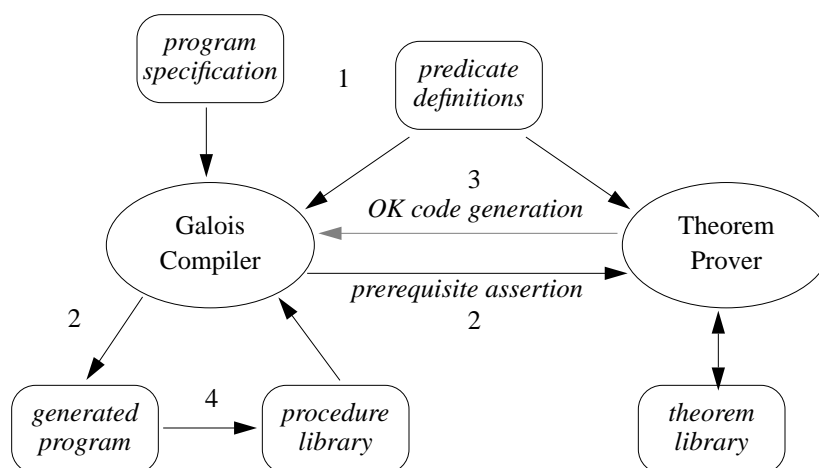 program
specification
1
predicate
definitions
3
OK code generation
Galois
Compiler
Theorem
Prover
prerequisite assertion
2
2
generated
program
4
procedure
library
theorem
library